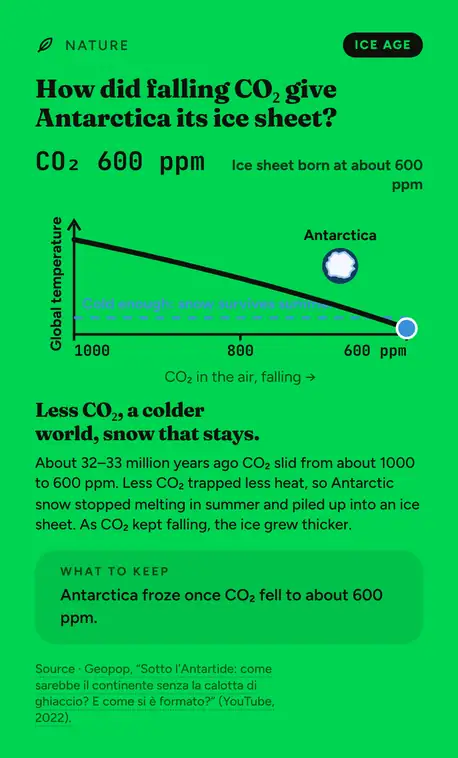 NATURE
ICE AGE
How did falling CO₂ give
Antarctica its ice sheet?
CO₂ 600 ppm
Ice sheet born at about 600
ppm
Antarctica
Global temperature
Cold enough: snow survives summer
1000 800 600 ppm
CO₂ in the air, falling →
Less CO₂, a colder
world, snow that stays.
About 32–33 million years ago CO₂ slid from about 1000
to 600 ppm. Less CO₂ trapped less heat, so Antarctic
snow stopped melting in summer and piled up into an ice
sheet. As CO₂ kept falling, the ice grew thicker.
WHAT TO KEEP
Antarctica froze once CO₂ fell to about 600
ppm.
Source · Geopop, “Sotto l’Antartide: come
sarebbe il continente senza la calotta di
ghiaccio? E come si è formato?” (YouTube,
2022).